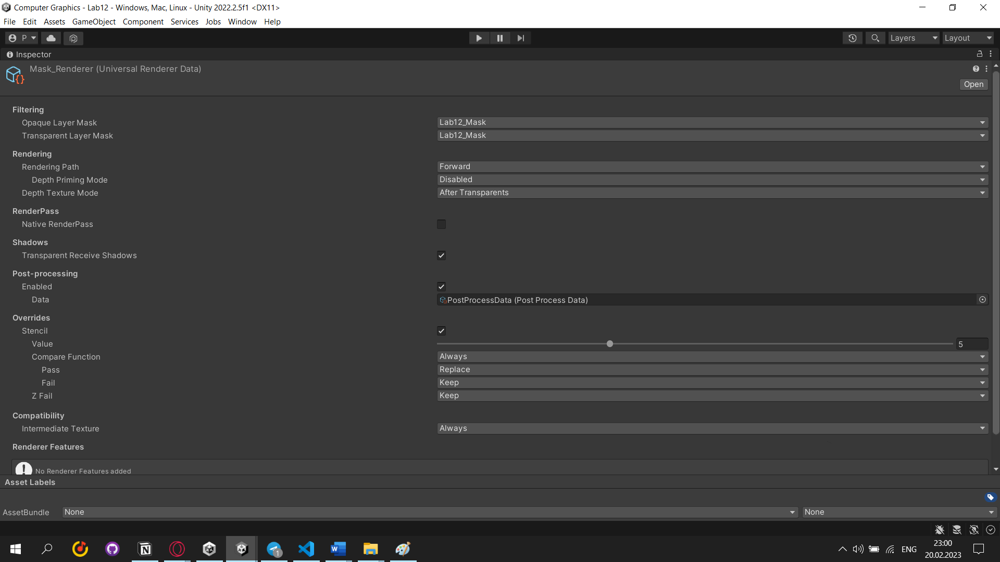 Computer Graphics - Lab12 - Windows, Mac, Linux - Unity 2022.2.5f1 <DX11>
File Edit Assets GameObject Component Services Jobs Window Help
P Layers Layout
Inspector
Mask_Renderer (Universal Renderer Data)
Open
Filtering
Opaque Layer Mask Lab12_Mask
Transparent Layer Mask Lab12_Mask
Rendering
Rendering Path Forward
Depth Priming Mode Disabled
Depth Texture Mode After Transparents
RenderPass
Native RenderPass
Shadows
Transparent Receive Shadows
Post-processing
Enabled
Data PostProcessData (Post Process Data)
Overrides
Stencil
Value 5
Compare Function Always
Pass Replace
Fail Keep
Z Fail Keep
Compatibility
Intermediate Texture Always
Renderer Features
No Renderer Features added
Asset Labels
AssetBundle None None
1
ENG
23:00
20.02.2023